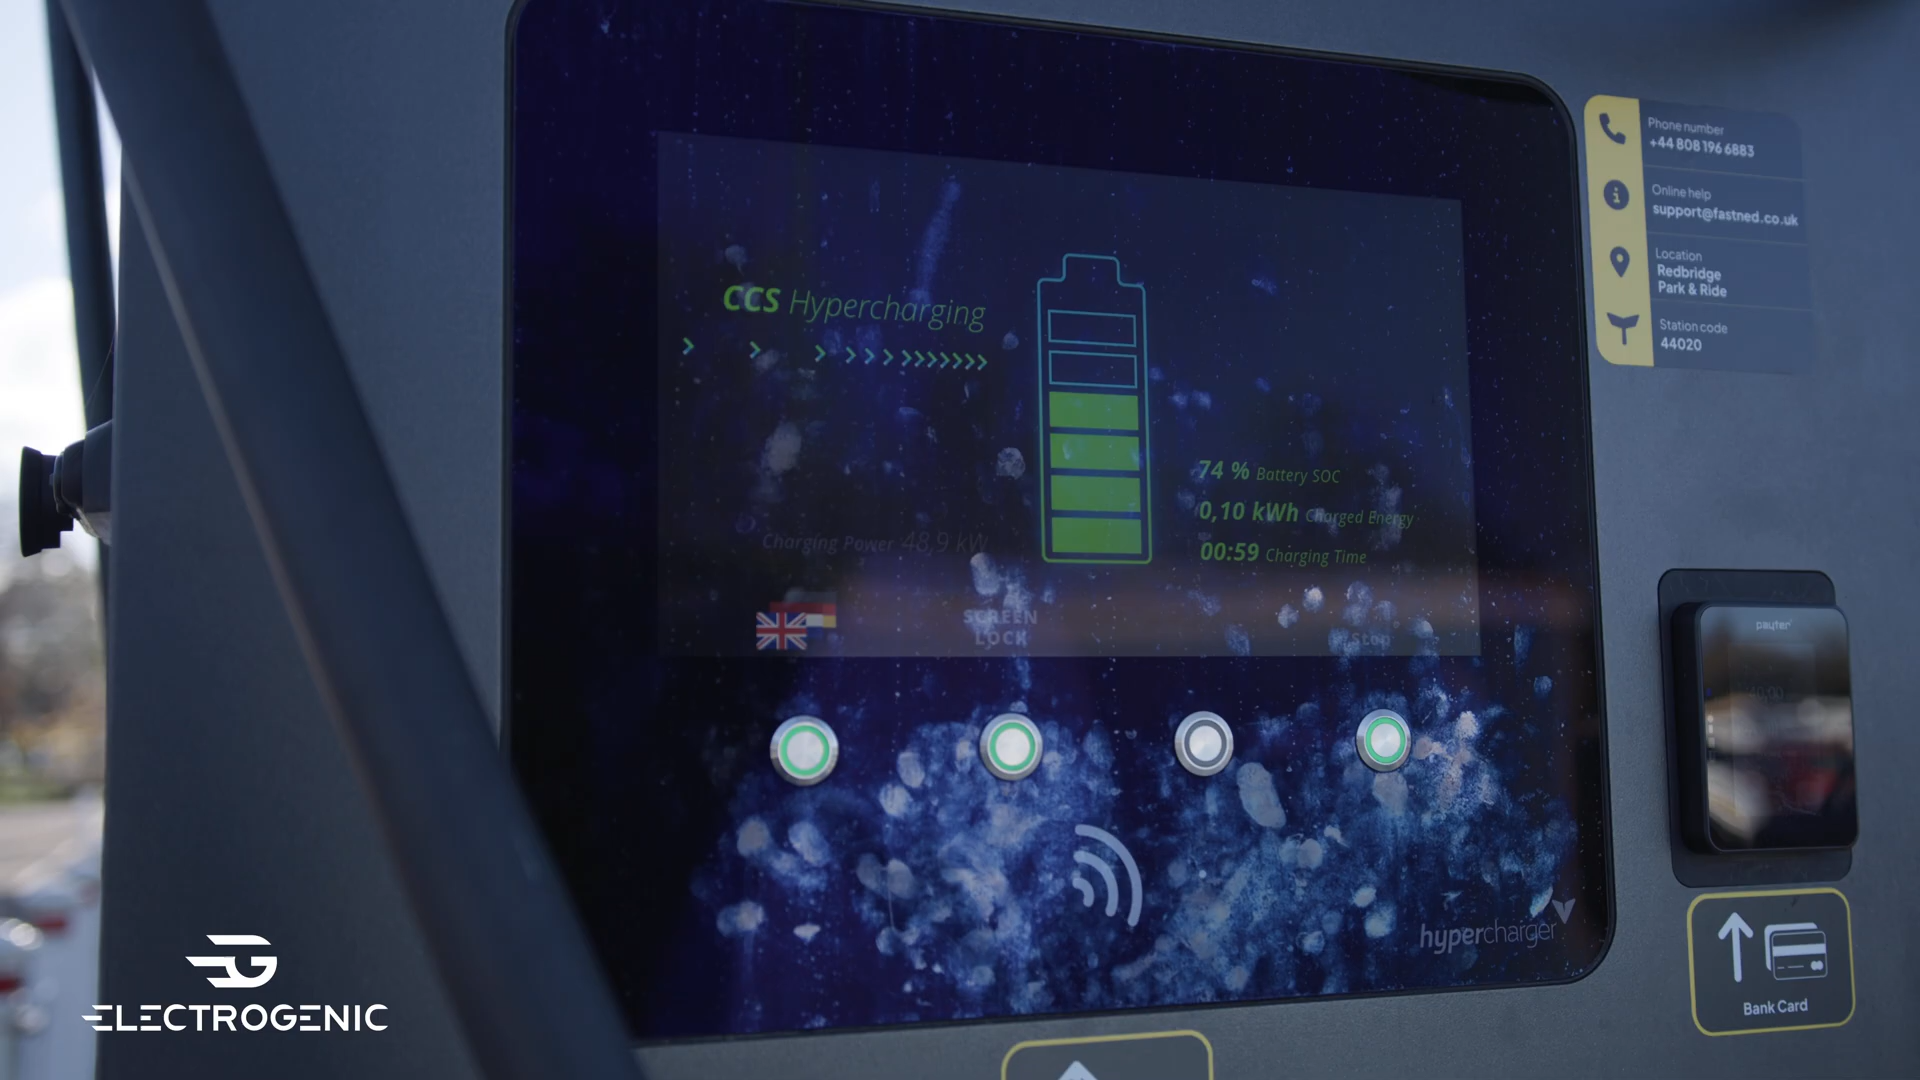 CCS Hypercharging
Charging Power 48,9 kW
74 % Battery SOC
0,10 kWh Charged Energy
00:59 Charging Time
SCREEN
LOCK
Stop
hypercharger
Phone number
+44 808 196 6883
Online help
support@fastned.co.uk
Location
Redbridge
Park & Ride
Station code
44020
payter
Bank Card
ELECTROGENIC